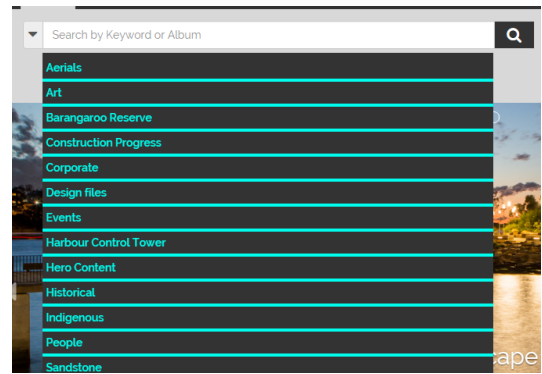 Search by Keyword or Album
Aerials
Art
Barangaroo Reserve
Construction Progress
Corporate
Design files
Events
Harbour Control Tower
Hero Content
Historical
Indigenous
People
Sandstone
cape